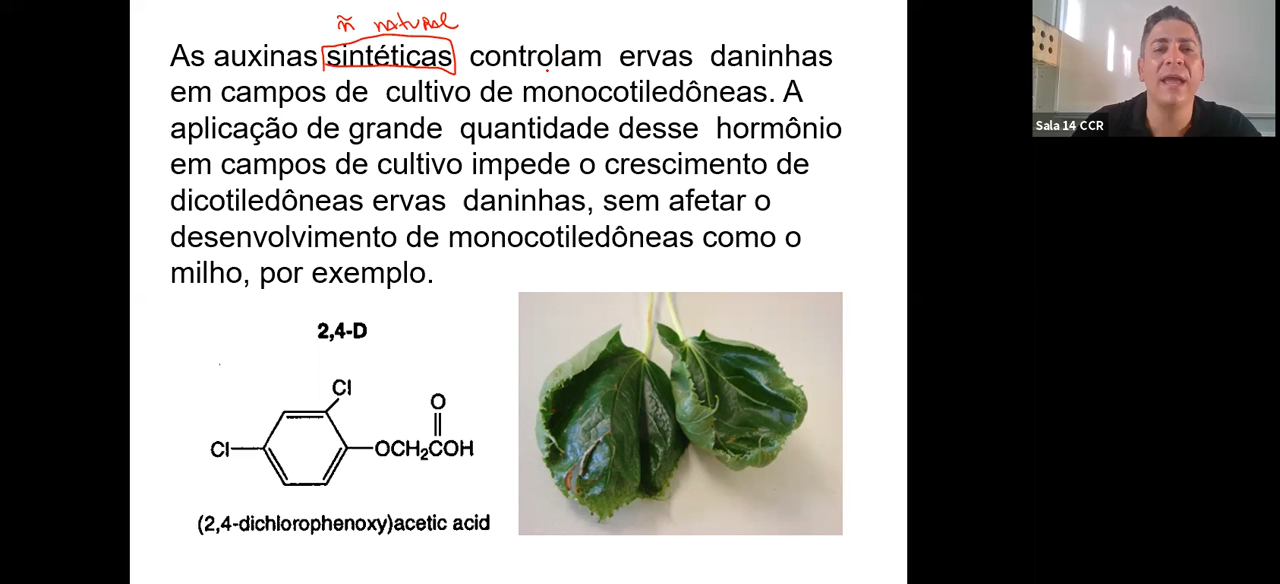 ñ natural
As auxinas sintéticas controlam ervas daninhas
em campos de cultivo de monocotiledôneas. A
aplicação de grande quantidade desse hormônio
em campos de cultivo impede o crescimento de
dicotiledôneas ervas daninhas, sem afetar o
desenvolvimento de monocotiledôneas como o
milho, por exemplo.
2,4-D
Cl
O
Cl
OCH₂COH
(2,4-dichlorophenoxy)acetic acid
Sala 14 CCR